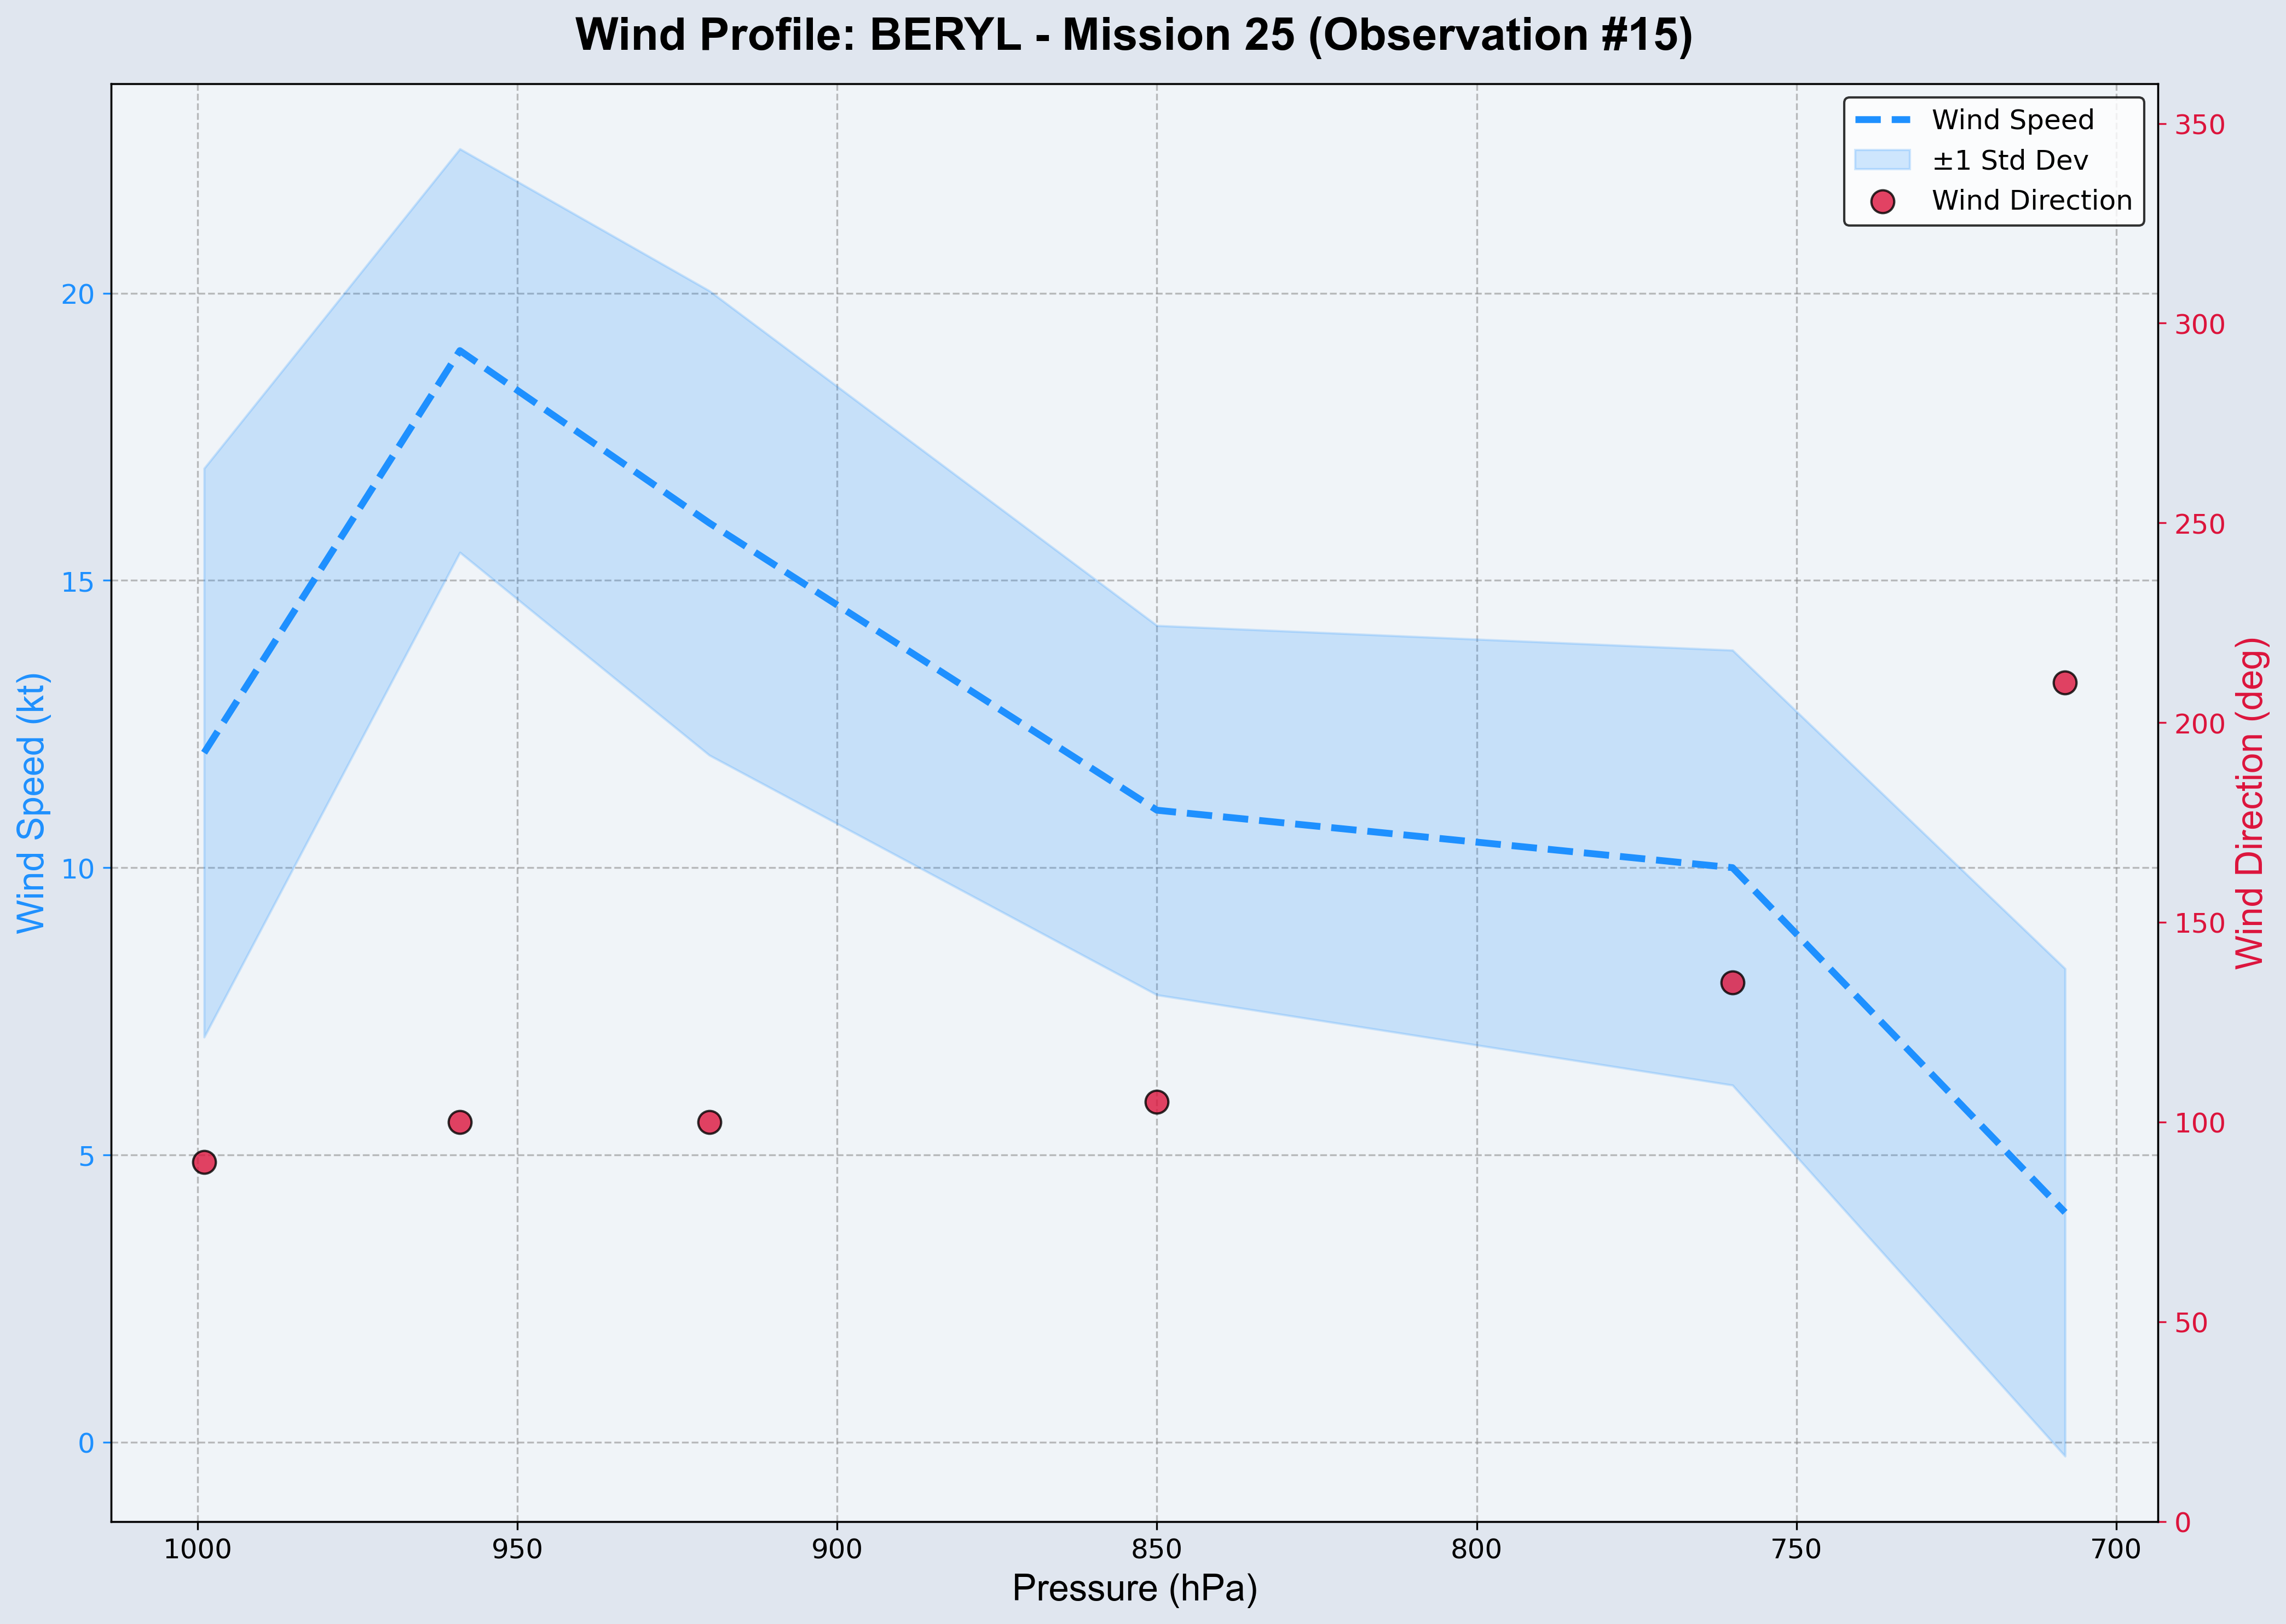 Wind Profile: BERYL - Mission 25 (Observation #15)
Wind Speed
±1 Std Dev
Wind Direction
20
15
10
5
0
Wind Speed (kt)
350
300
250
200
150
100
50
0
Wind Direction (deg)
1000
950
900
850
800
750
700
Pressure (hPa)